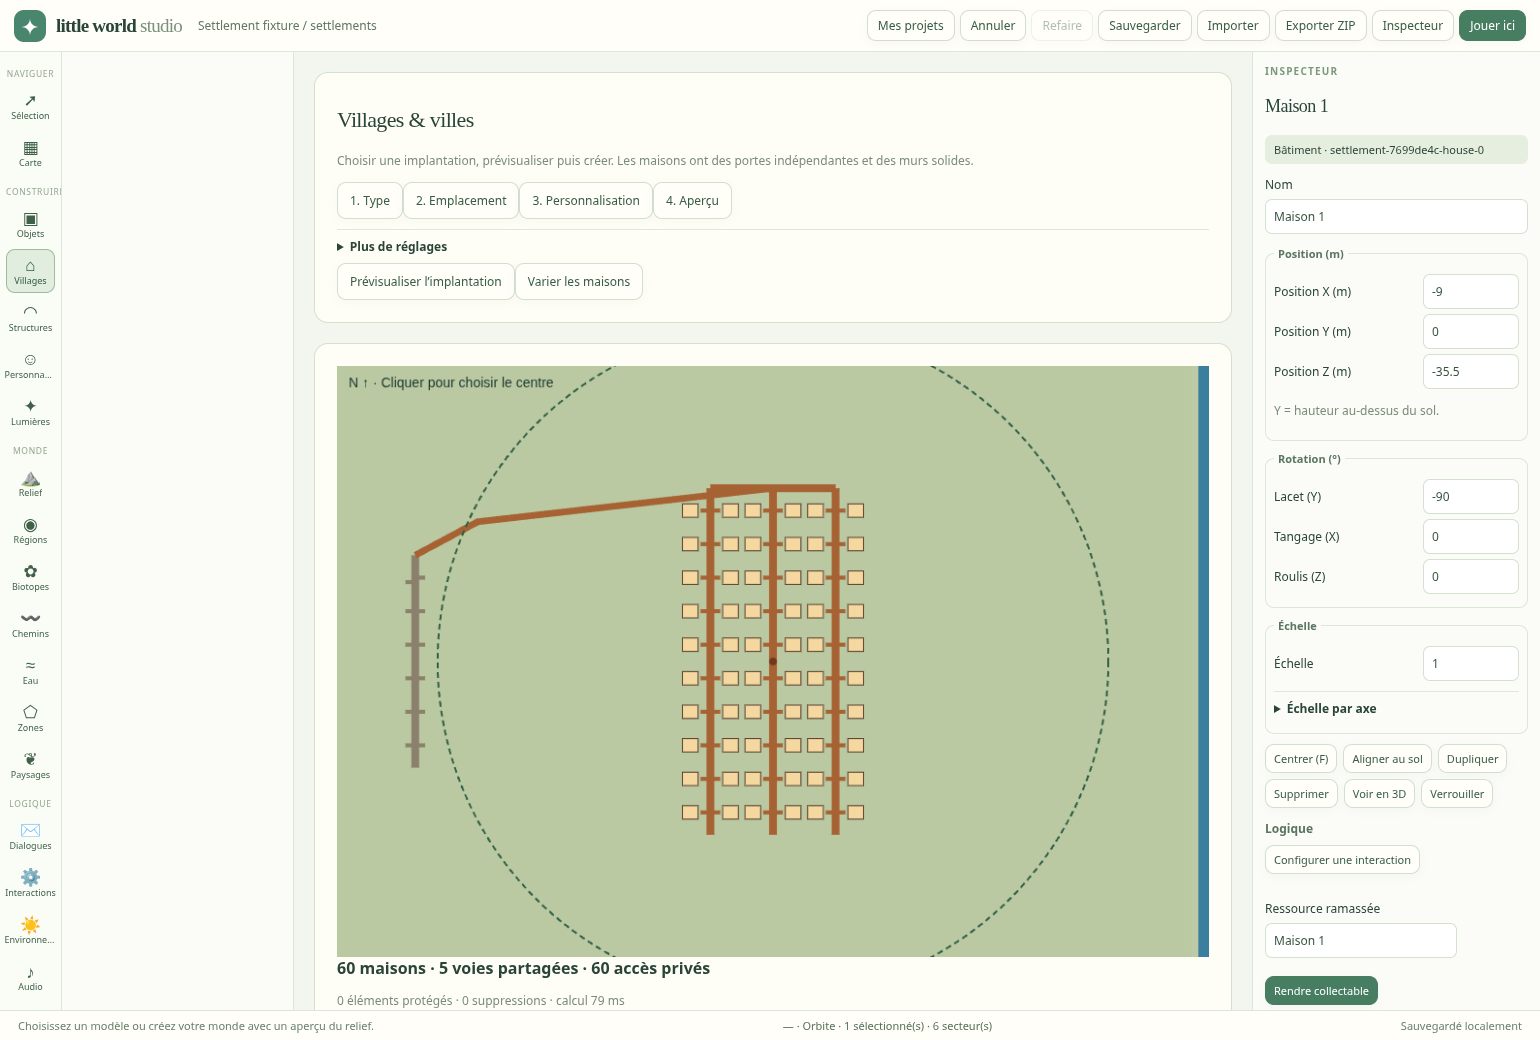 little world studio
Settlement fixture / settlements
Mes projets
Annuler
Refaire
Sauvegarder
Importer
Exporter ZIP
Inspecteur
Jouer ici
NAVIGUER
Sélection
Carte
CONSTRUIRE
Objets
Villages
Structures
Personna...
Lumières
MONDE
Relief
Régions
Biotopes
Chemins
Eau
Zones
Paysages
LOGIQUE
Dialogues
Interactions
Environne...
Audio
Villages & villes
Choisir une implantation, prévisualiser puis créer. Les maisons ont des portes indépendantes et des murs solides.
1. Type
2. Emplacement
3. Personnalisation
4. Aperçu
Plus de réglages
Prévisualiser l’implantation
Varier les maisons
N ↑ · Cliquer pour choisir le centre
60 maisons · 5 voies partagées · 60 accès privés
0 éléments protégés · 0 suppressions · calcul 79 ms
INSPECTEUR
Maison 1
Bâtiment · settlement-7699de4c-house-0
Nom
Maison 1
Position (m)
Position X (m)
-9
Position Y (m)
0
Position Z (m)
-35.5
Y = hauteur au-dessus du sol.
Rotation (°)
Lacet (Y)
-90
Tangage (X)
0
Roulis (Z)
0
Échelle
Échelle
1
Échelle par axe
Centrer (F)
Aligner au sol
Dupliquer
Supprimer
Voir en 3D
Verrouiller
Logique
Configurer une interaction
Ressource ramassée
Maison 1
Rendre collectable
Choisissez un modèle ou créez votre monde avec un aperçu du relief.
— · Orbite · 1 sélectionné(s) · 6 secteur(s)
Sauvegardé localement